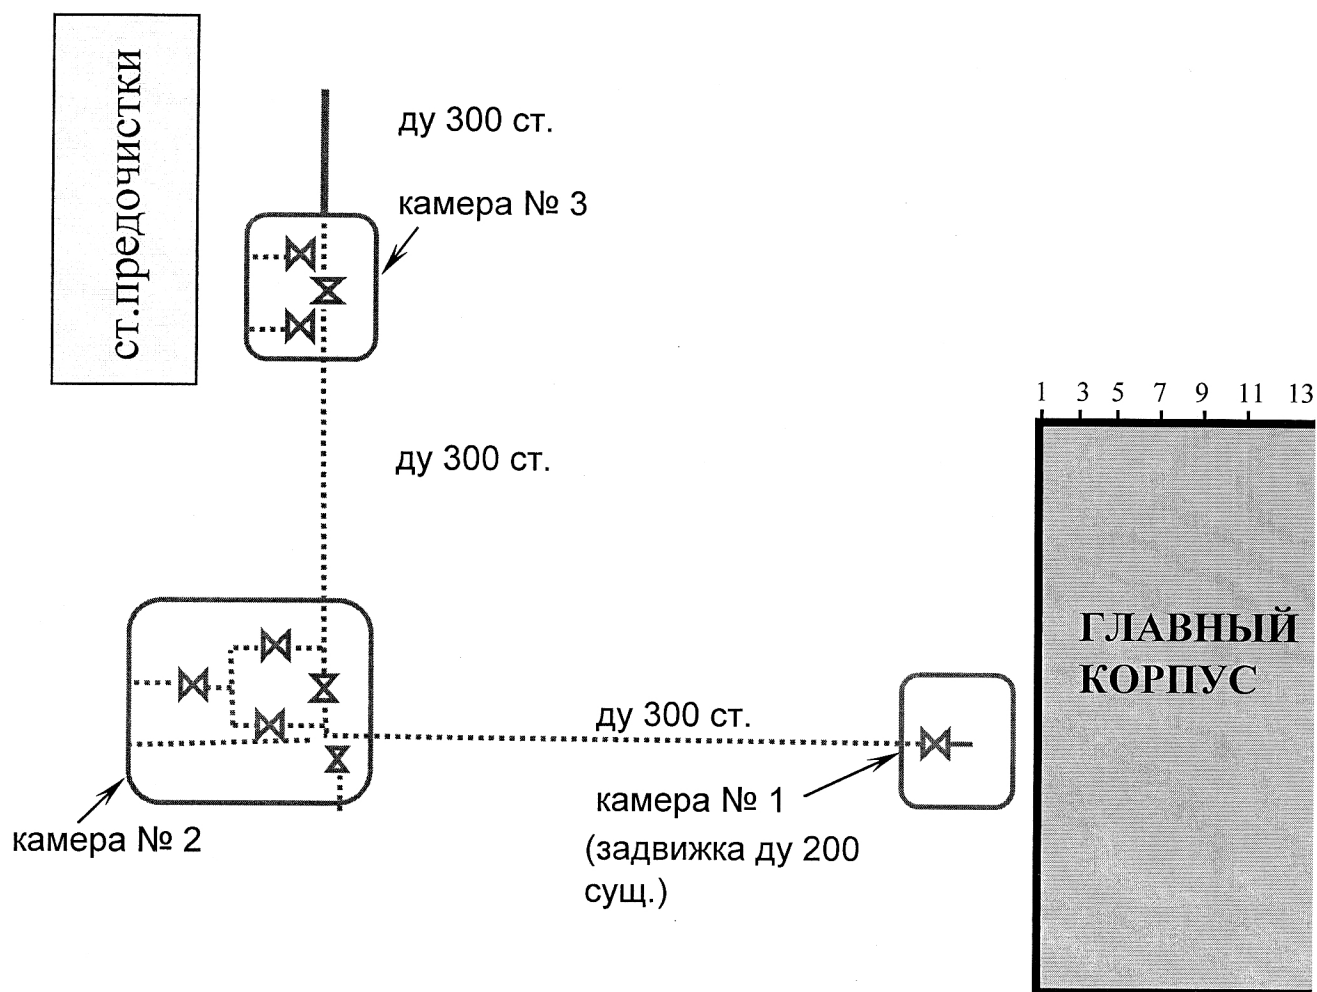 ст.предочистки
ду 300 ст.
камера № 3
ду 300 ст.
1 3 5 7 9 11 13
ГЛАВНЫЙ
КОРПУС
ду 300 ст.
камера № 1
(задвижка ду 200
сущ.)
камера № 2